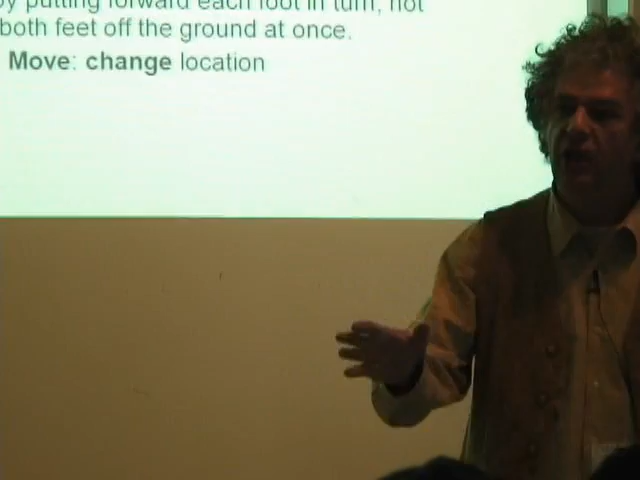 by putting forward each foot in turn, not
both feet off the ground at once.
Move: change location